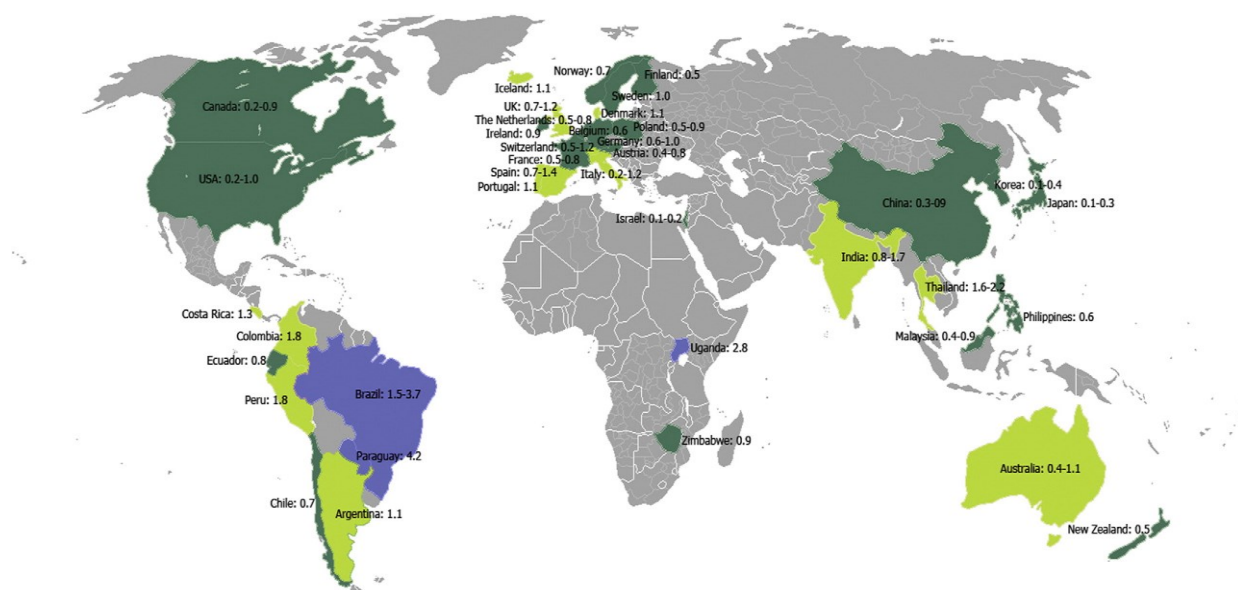 Norway: 0.7
Finland: 0.5
Iceland: 1.1
Sweden: 1.0
Canada: 0.2-0.9
UK: 0.7-1.2
Denmark: 1.1
The Netherlands: 0.5-0.8
Poland: 0.5-0.9
Ireland: 0.9
Belgium: 0.6
Germany: 0.6-1.0
Switzerland: 0.5-1.2
Austria: 0.4-0.8
France: 0.5-0.8
Spain: 0.7-1.4
Italy: 0.2-1.2
Portugal: 1.1
USA: 0.2-1.0
Korea: 0.1-0.4
China: 0.3-09
Japan: 0.1-0.3
Israel: 0.1-0.2
India: 0.8-1.7
Thailand: 1.6-2.2
Costa Rica: 1.3
Philippines: 0.6
Colombia: 1.8
Malaysia: 0.4-0.9
Uganda: 2.8
Ecuador: 0.8
Brazil: 1.5-3.7
Peru: 1.8
Zimbabwe: 0.9
Paraguay: 4.2
Australia: 0.4-1.1
Chile: 0.7
Argentina: 1.1
New Zealand: 0.5